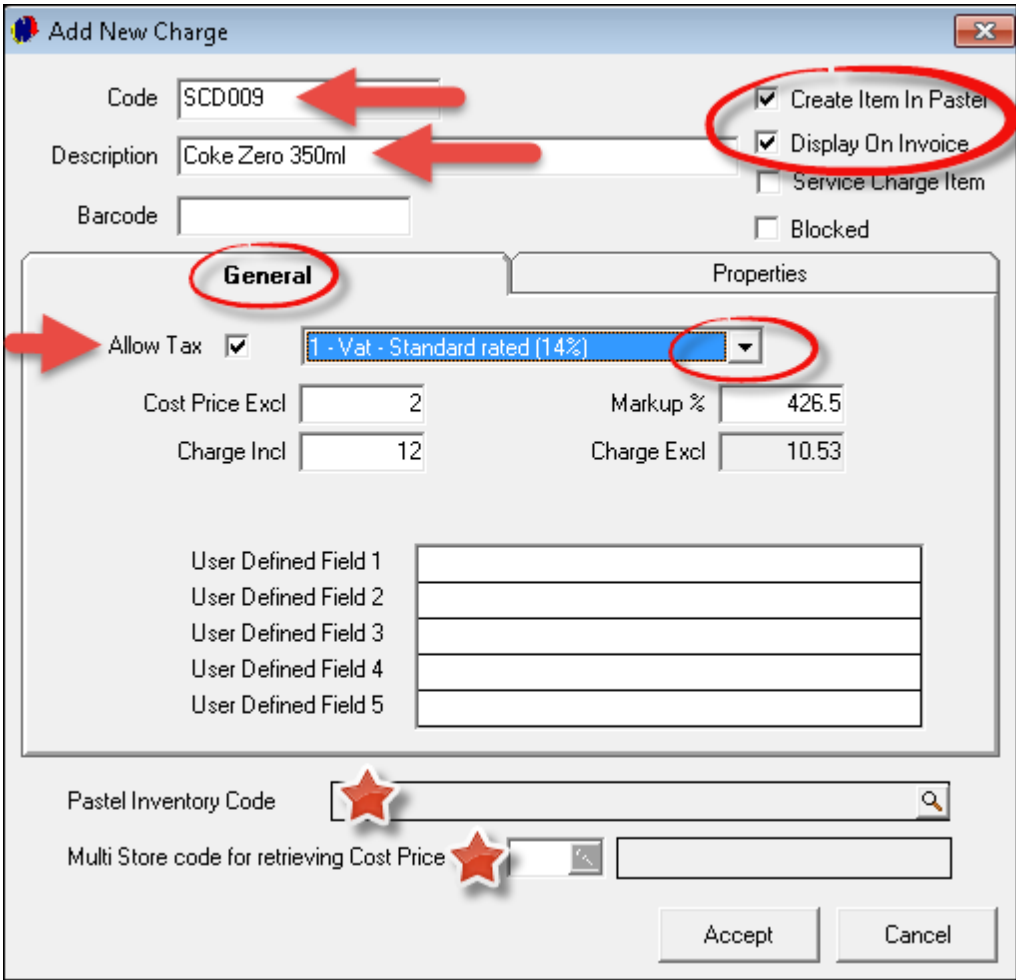 Add New Charge
Code SCD009
Create Item In Pastel
Description Coke Zero 350ml
Display On Invoice
Service Charge Item
Barcode
Blocked
General Properties
Allow Tax 1 - Vat - Standard rated (14%)
Cost Price Excl 2 Markup % 426.5
Charge Incl 12 Charge Excl 10.53
User Defined Field 1
User Defined Field 2
User Defined Field 3
User Defined Field 4
User Defined Field 5
Pastel Inventory Code
Multi Store code for retrieving Cost Price
Accept Cancel